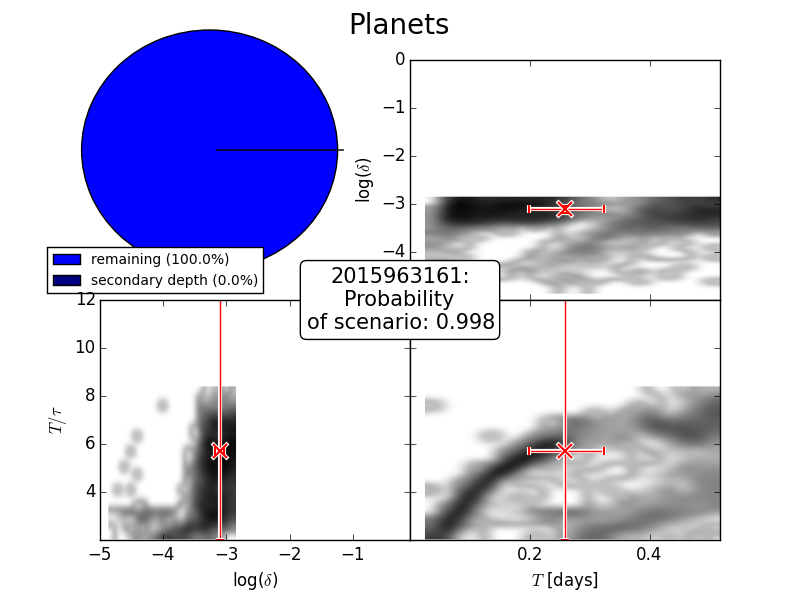 Planets
remaining (100.0%)
secondary depth (0.0%)
0
−1
−2
−3
−4
log(δ)
2015963161:
Probability
of scenario: 0.998
12
10
8
6
4
T/τ
−5
−4
−3
−2
−1
log(δ)
0.2
0.4
T [days]